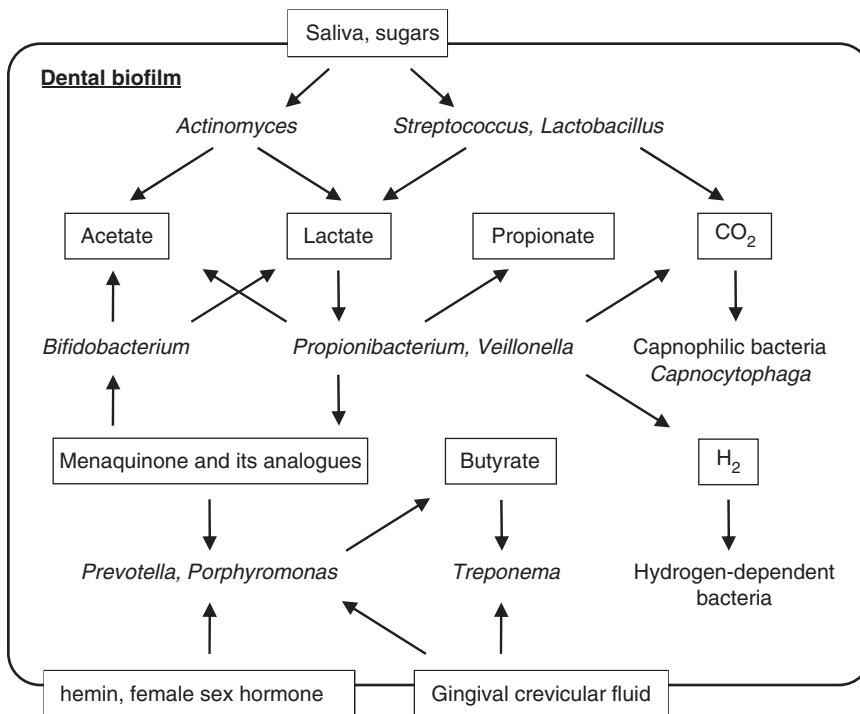 Saliva, sugars
Dental biofilm
Actinomyces
Streptococcus, Lactobacillus
Acetate
Lactate
Propionate
CO2
Bifidobacterium
Propionibacterium, Veillonella
Capnophilic bacteria
Capnocytophaga
Menaquinone and its analogues
Butyrate
H2
Prevotella, Porphyromonas
Treponema
Hydrogen-dependent
bacteria
hemin, female sex hormone
Gingival crevicular fluid